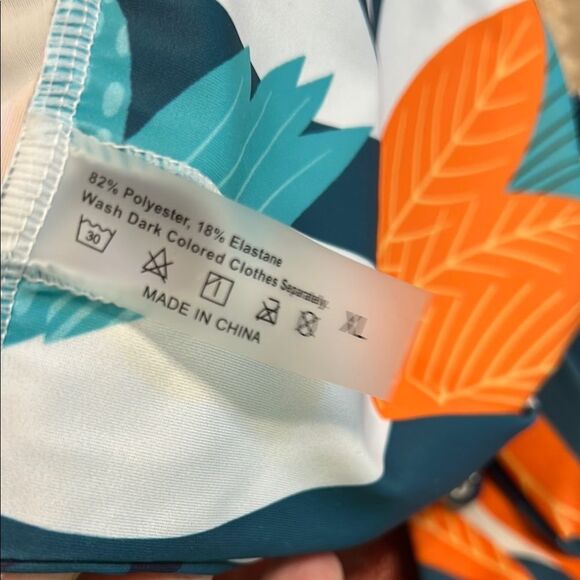 82% Polyester, 18% Elastane
Wash Dark Colored Clothes Separately.
30
XL
MADE IN CHINA